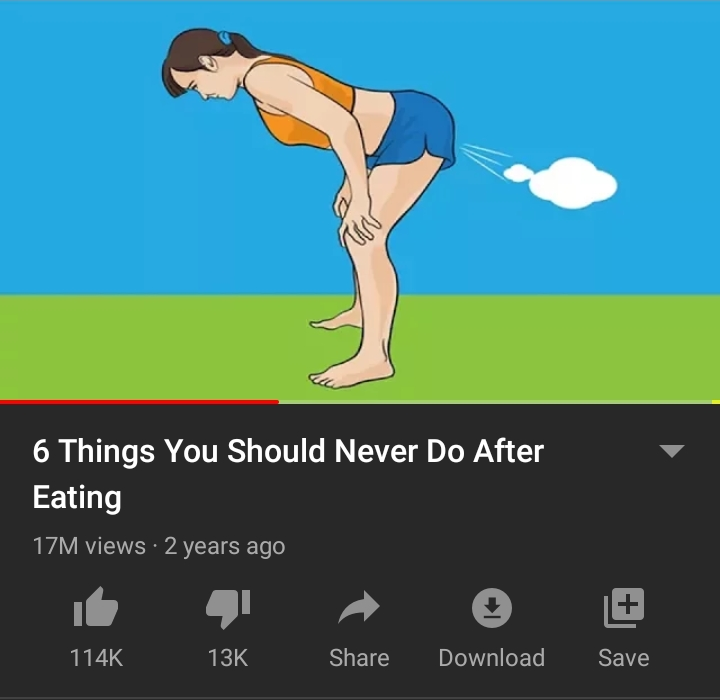 6 Things You Should Never Do After
Eating
17M views · 2 years ago
114K 13K Share Download Save